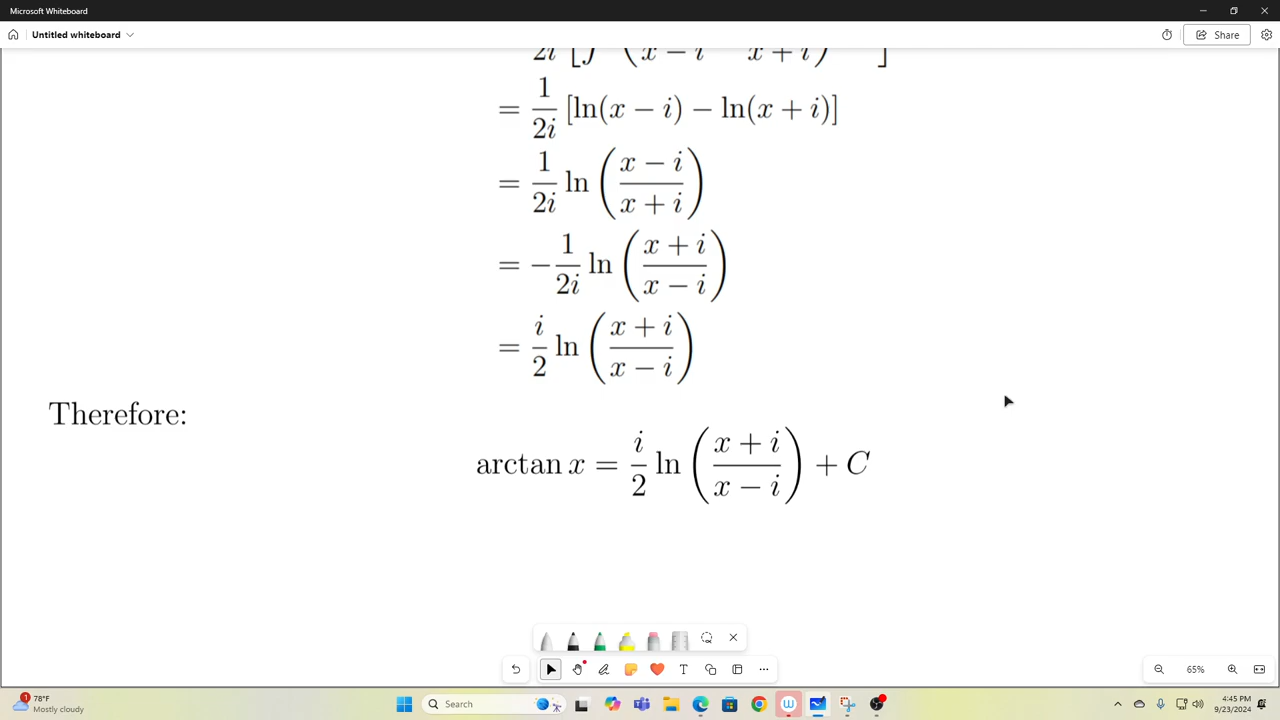 Microsoft Whiteboard
Untitled whiteboard
Share
= 1/2i [ln(x − i) − ln(x + i)]
= 1/2i ln ((x − i)/(x + i))
= −1/2i ln ((x + i)/(x − i))
= i/2 ln ((x + i)/(x − i))
Therefore:
arctan x = i/2 ln ((x + i)/(x − i)) + C
65%
1
78°F
Mostly cloudy
Search
4:45 PM
9/23/2024